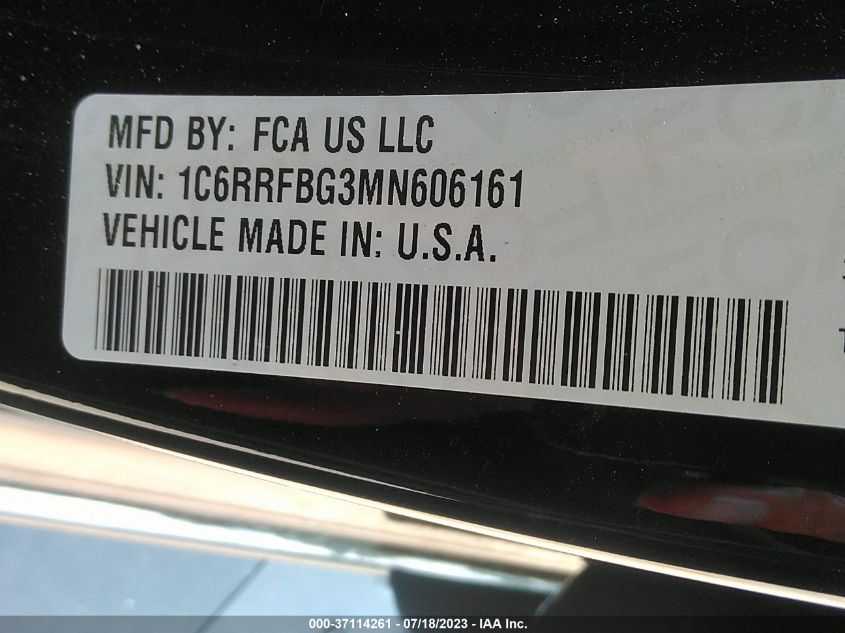 MFD BY: FCA US LLC
VIN: 1C6RRFBG3MN606161
VEHICLE MADE IN: U.S.A.
000-37114261 - 07/18/2023 - IAA Inc.